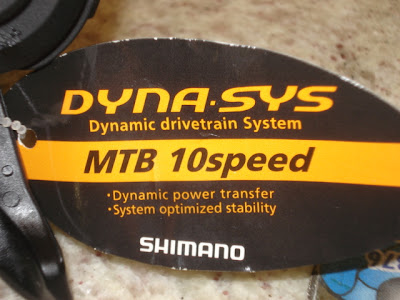 DYNA·SYS
Dynamic drivetrain System
MTB 10speed
·Dynamic power transfer
·System optimized stability
SHIMANO